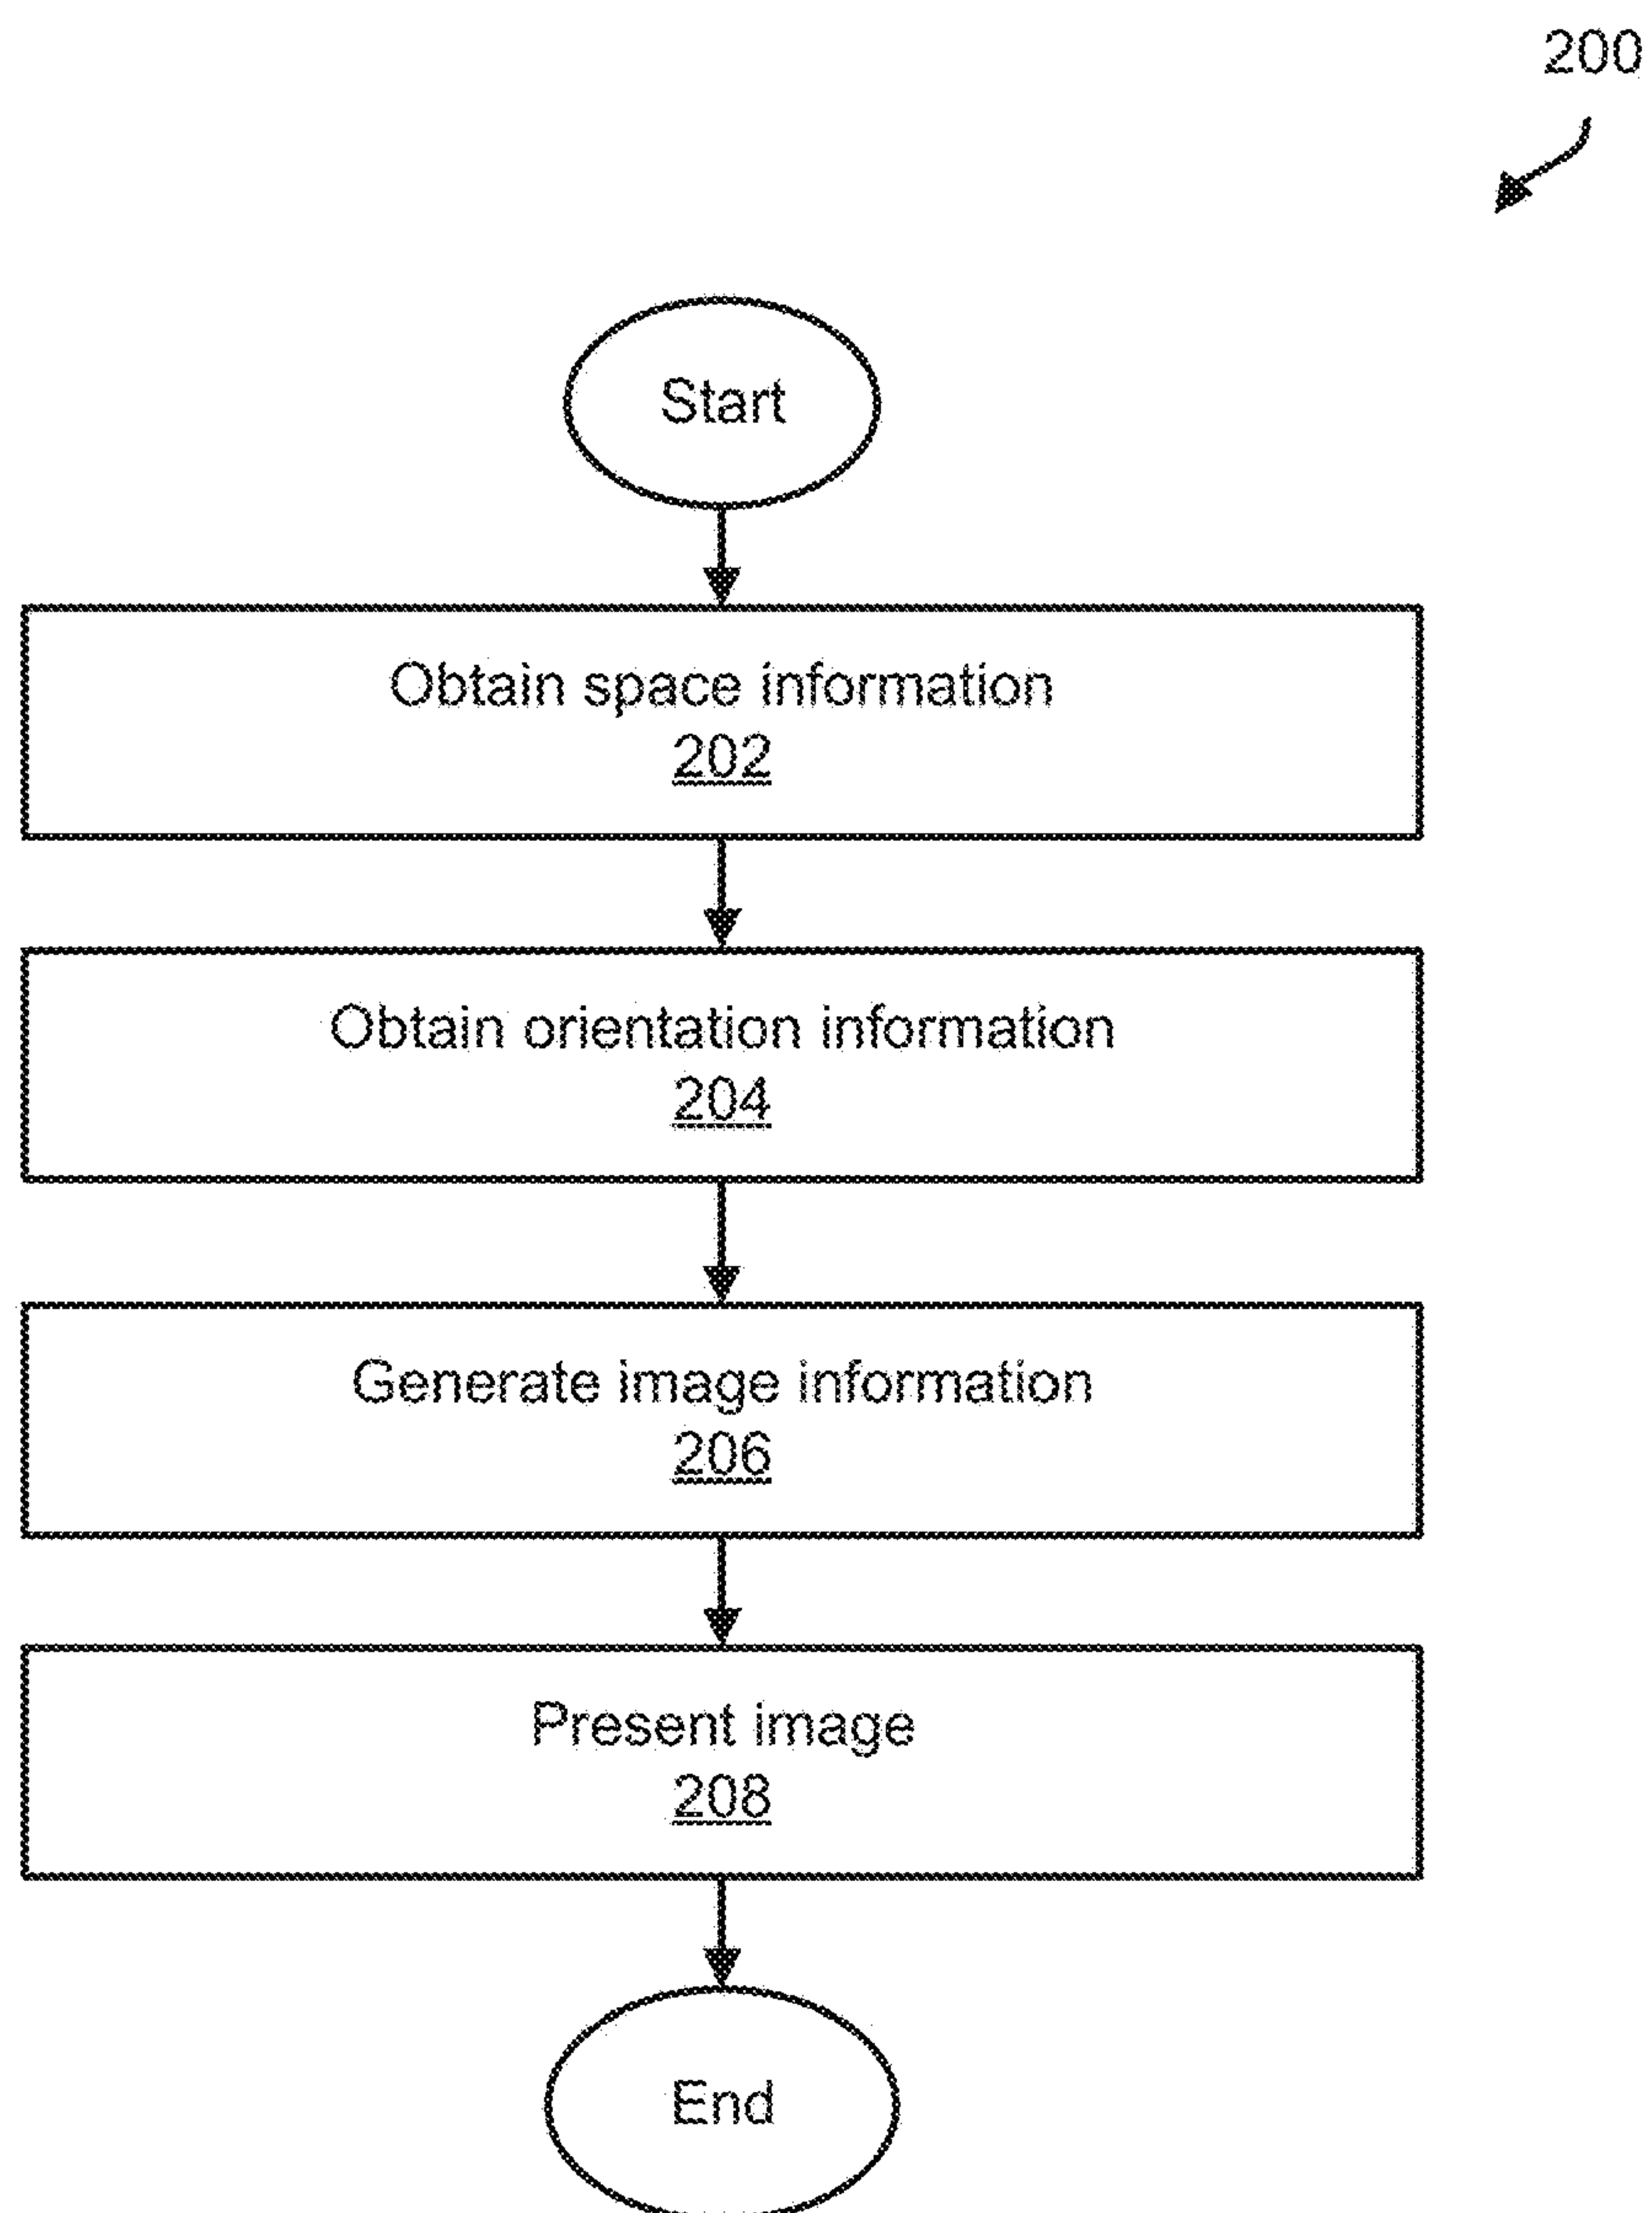 200
Start
Obtain space information
202
Obtain orientation information
204
Generate image information
206
Present image
208
End